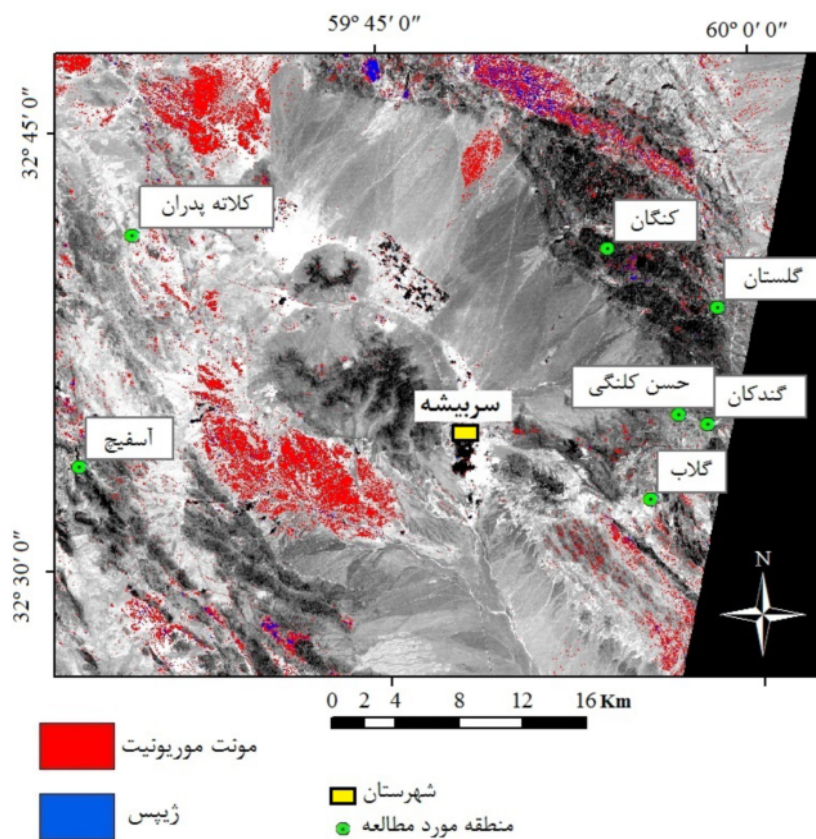 59° 45′ 0″
60° 0′ 0″
32° 45′ 0″
کلاته پدران
کنگان
گلستان
حسن کلنگی
گندکان
سربیشه
آسفیچ
گلاب
32° 30′ 0″
N
0 2 4 8 12 16 Km
مونت موریونیت
ژیپس
شهرستان
منطقه مورد مطالعه